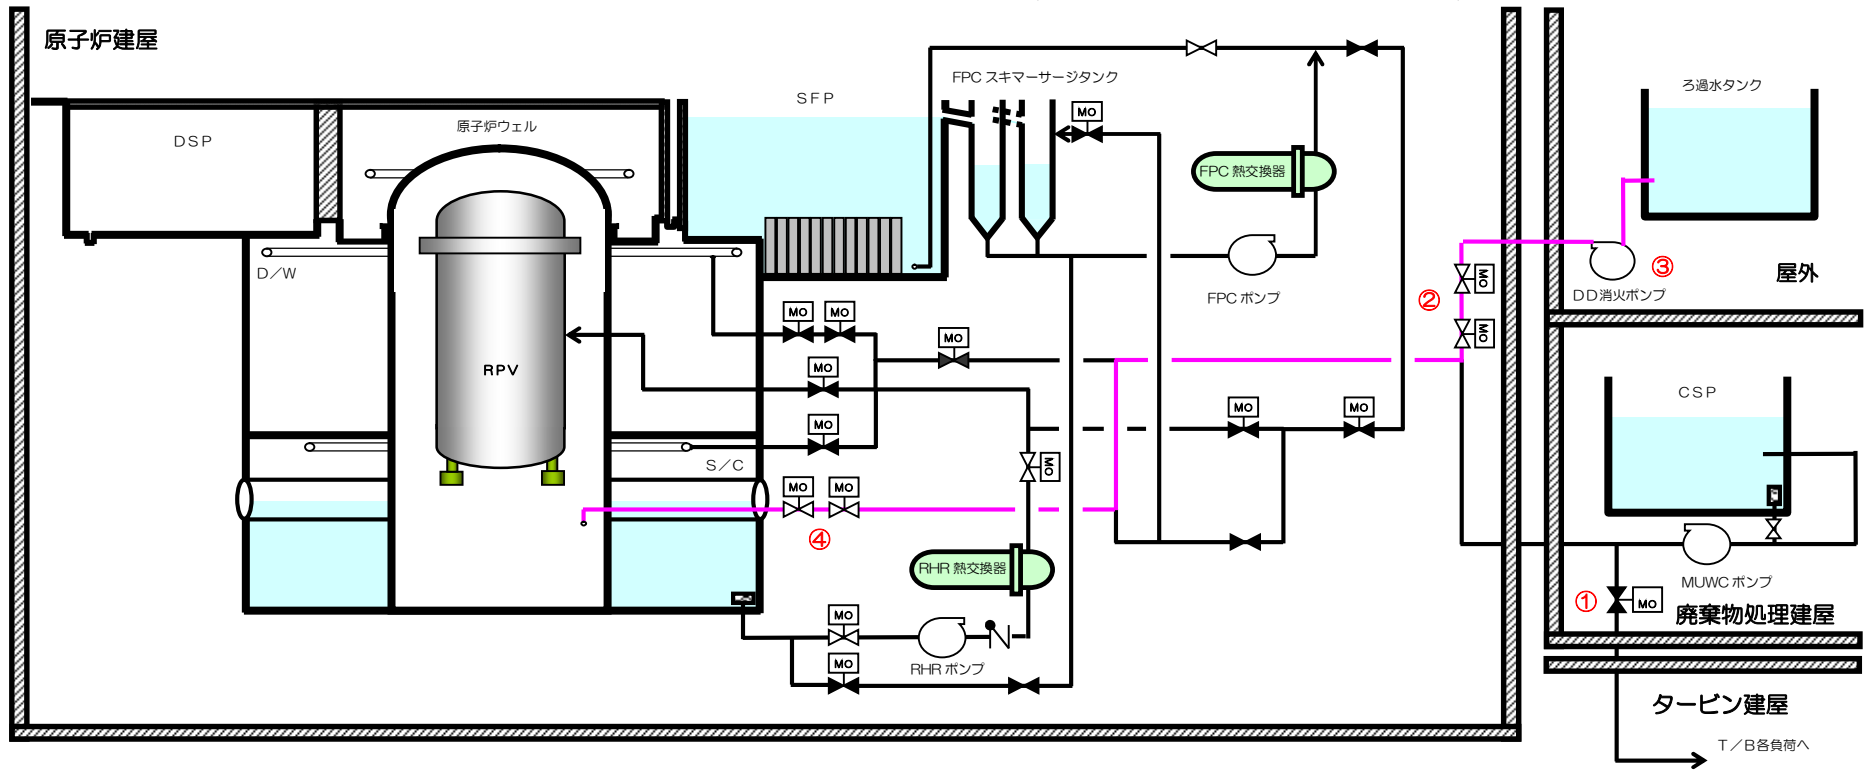 原子炉建屋
FPC スキマーサージタンク
ろ過水タンク
SFP
MO
原子炉ウェル
DSP
FPC 熱交換器
D/W
③
屋外
MO
②
FPC ポンプ
DD消火ポンプ
MO
MO
MO
MO
RPV
MO
CSP
MO
MO
MO
S/C
MO
MO
MO
④
RHR 熱交換器
MUWC ポンプ
①
MO
廃棄物処理建屋
MO
RHR ポンプ
MO
タービン建屋
T/B各負荷へ